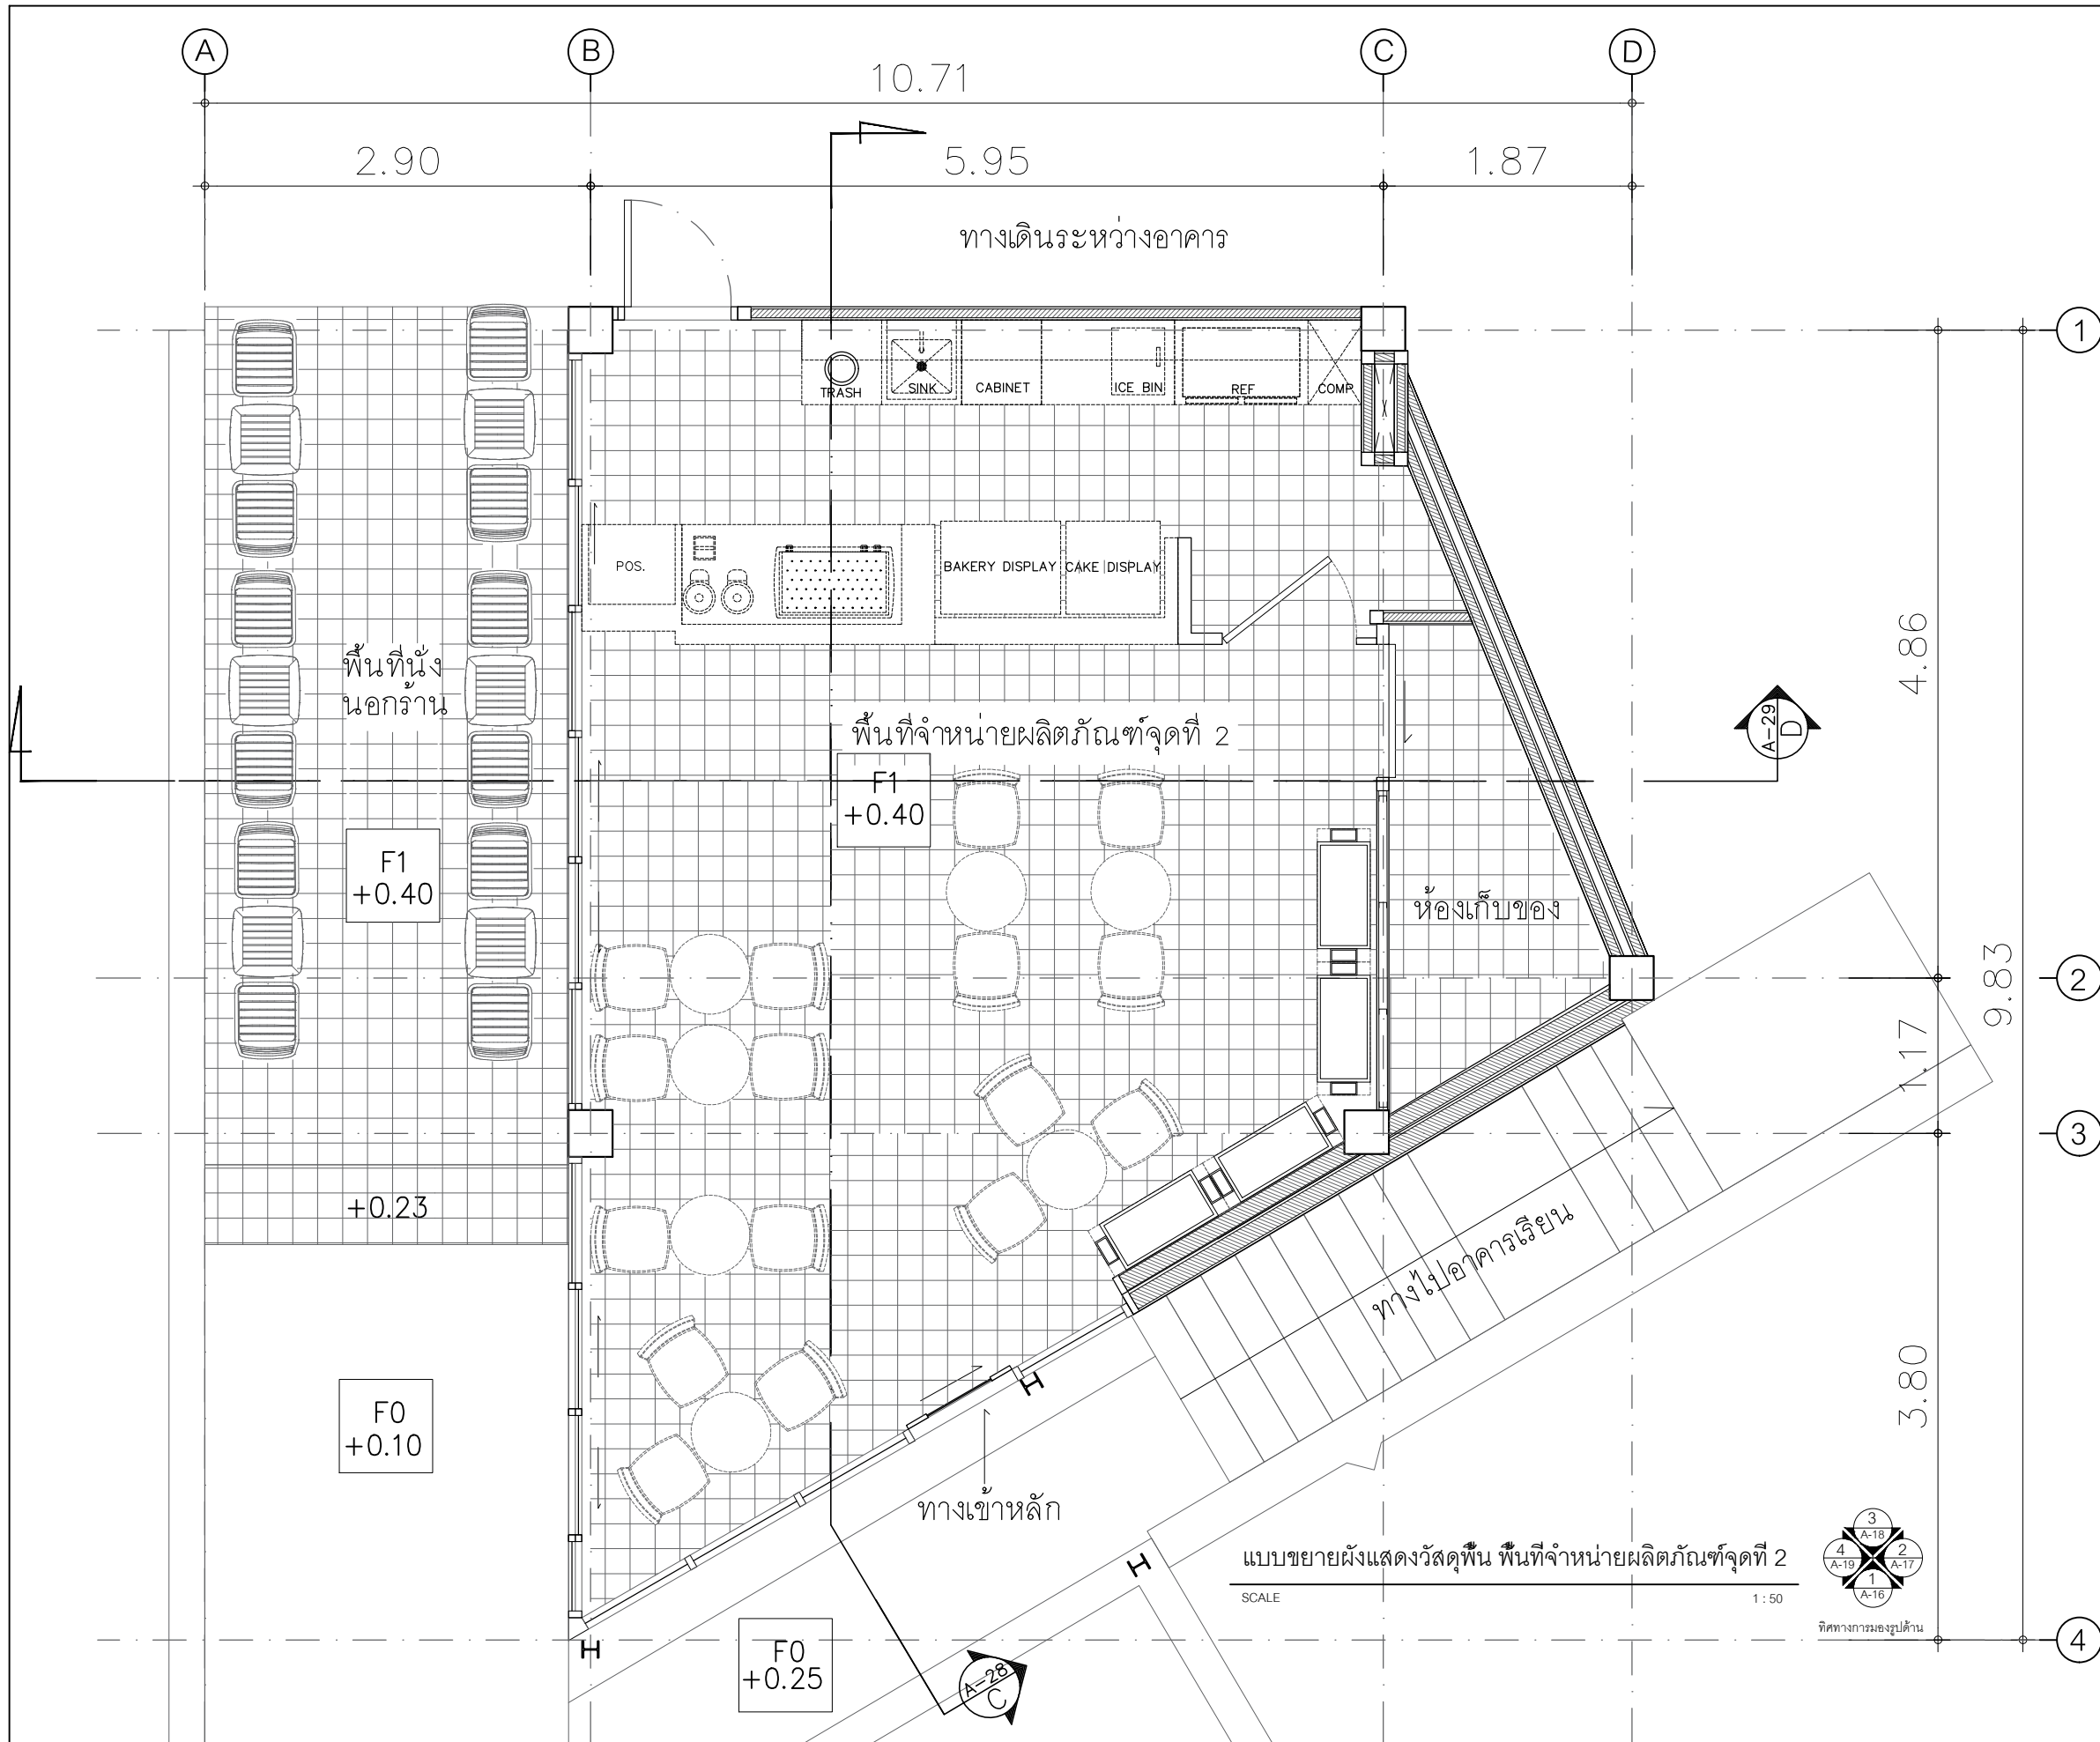 A
B
C
D
10.71
2.90
5.95
1.87
ทางเดินระหว่างอาคาร
1
TRASH
SINK
CABINET
ICE BIN
REF
COMP.
POS.
BAKERY DISPLAY
CAKE DISPLAY
4.86
พื้นที่นั่ง
นอกร้าน
พื้นที่จำหน่ายผลิตภัณฑ์จุดที่ 2
A-29
D
F1
+0.40
F1
+0.40
ห้องเก็บของ
2
9.83
1.17
3
+0.23
ทางไปอาคารเรียน
3.80
F0
+0.10
ทางเข้าหลัก
แบบขยายผังแสดงวัสดุพื้น พื้นที่จำหน่ายผลิตภัณฑ์จุดที่ 2
SCALE
1 : 50
3
A-18
4
A-19
2
A-17
1
A-16
ทิศทางการมองรูปด้าน
4
F0
+0.25
A-28
C